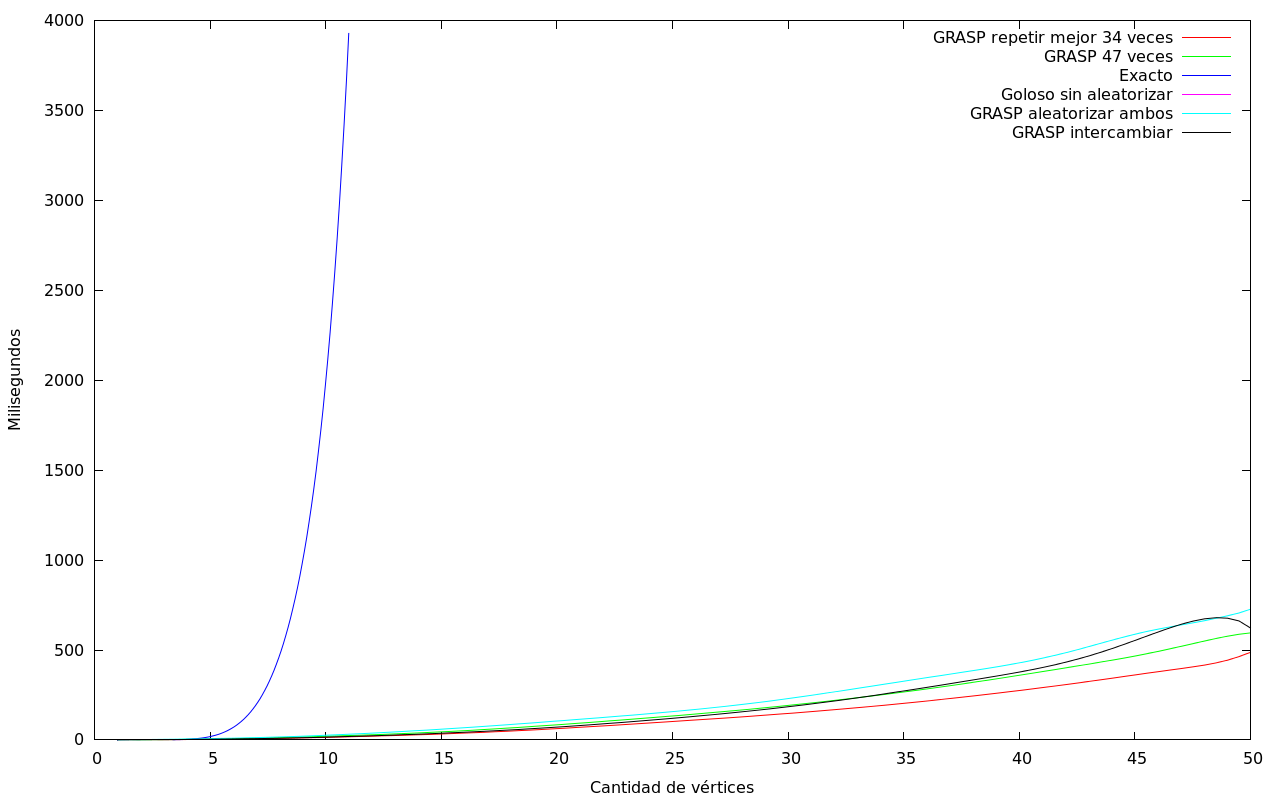 4000
3500
3000
2500
2000
1500
1000
500
0
0 5 10 15 20 25 30 35 40 45 50
Milisegundos
Cantidad de vértices
GRASP repetir mejor 34 veces
GRASP 47 veces
Exacto
Goloso sin aleatorizar
GRASP aleatorizar ambos
GRASP intercambiar